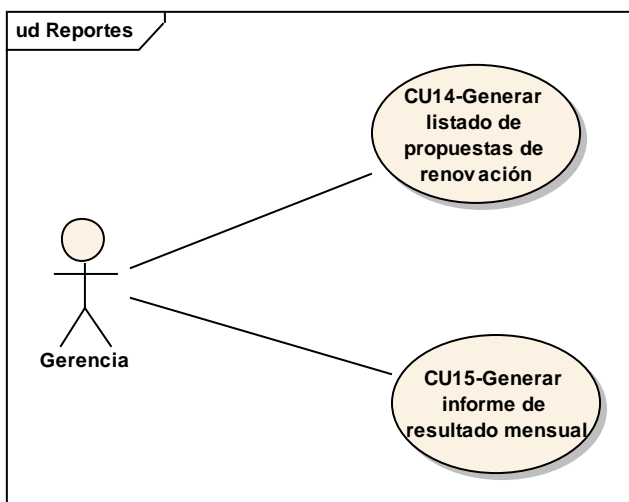 ud Reportes
CU14-Generar
listado de
propuestas de
renovación
Gerencia
CU15-Generar
informe de
resultado mensual